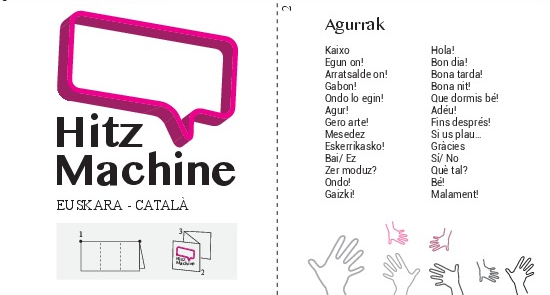 Hitz
Machine
EUSKARA - CATALÀ
1
3
Hitz
Machine
2
2
Agurrak
Kaixo Hola!
Egun on! Bon dia!
Arratsalde on! Bona tarda!
Gabon! Bona nit!
Ondo lo egin! Que dormis bé!
Agur! Adéu!
Gero arte! Fins després!
Mesedez Si us plau...
Eskerrikasko! Gràcies
Bai/ Ez Sí/ No
Zer moduz? Què tal?
Ondo! Bé!
Gaizki! Malament!